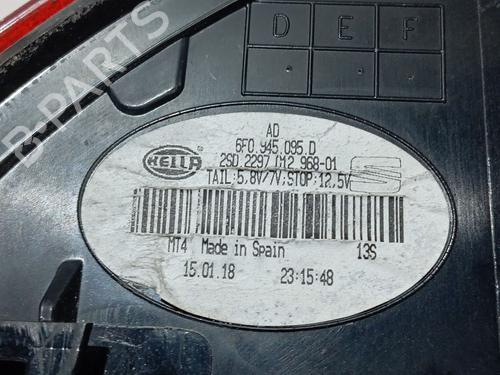 D E F
AD
6F0.945.095.D
HELLA
2SD.2297 012 968-01
TAIL:5,8V/7V;STOP:12,5V
MT4 Made in Spain 13S
15.01.18 23:15:48
B-PARTS